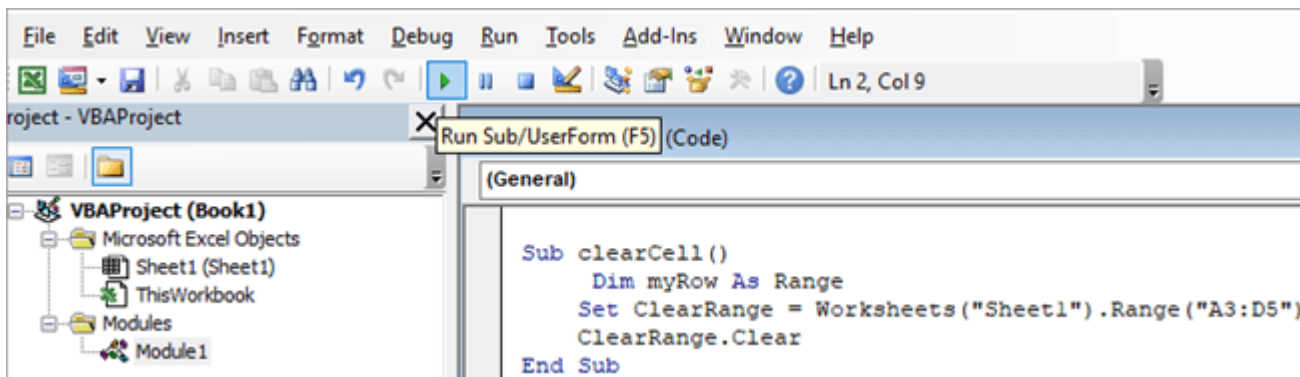 File Edit View Insert Format Debug Run Tools Add-Ins Window Help
Ln 2, Col 9
roject - VBAProject
Run Sub/UserForm (F5)
(Code)
(General)
VBAProject (Book1)
Microsoft Excel Objects
Sheet1 (Sheet1)
ThisWorkbook
Modules
Module1
Sub clearCell()
Dim myRow As Range
Set ClearRange = Worksheets("Sheet1").Range("A3:D5")
ClearRange.Clear
End Sub